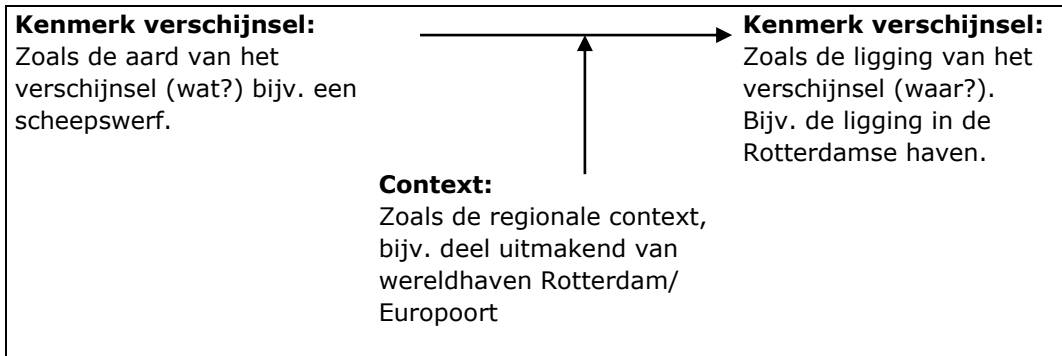 Kenmerk verschijnsel:
Zoals de aard van het
verschijnsel (wat?) bijv. een
scheepswerf.
Kenmerk verschijnsel:
Zoals de ligging van het
verschijnsel (waar?).
Bijv. de ligging in de
Rotterdamse haven.
Context:
Zoals de regionale context,
bijv. deel uitmakend van
wereldhaven Rotterdam/
Europoort